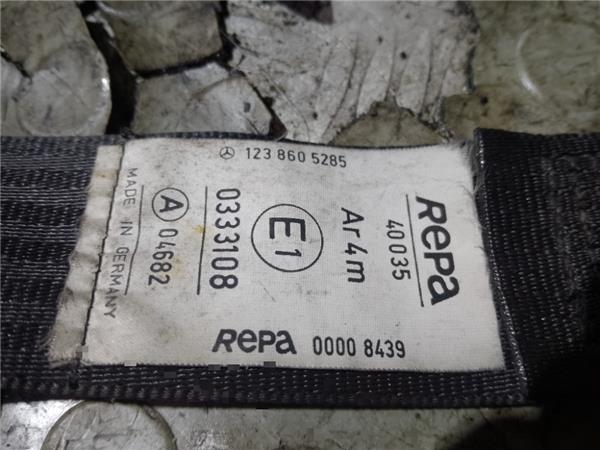 123 860 5285
RePa
40035
Ar4m
E1
0333108
A 04682
MADE IN GERMANY
RePa 0000 8439